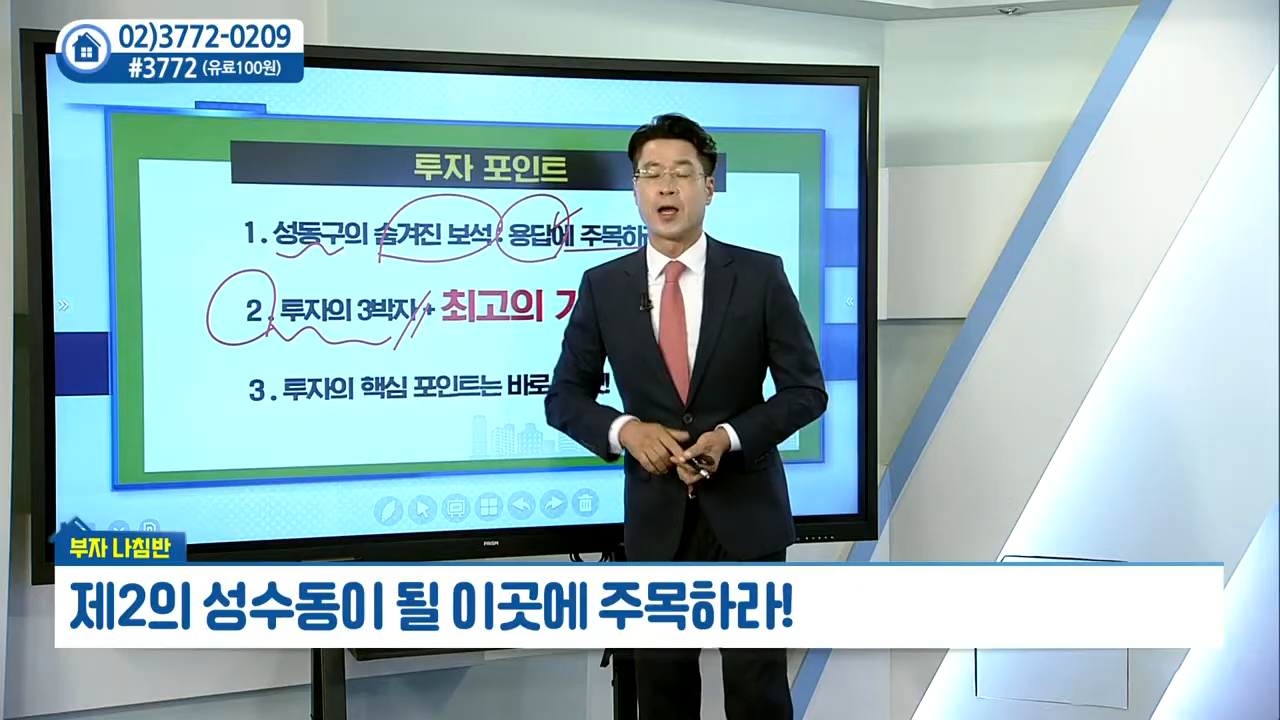 02)3772-0209
#3772 (유료100원)
투자 포인트
1. 성동구의 숨겨진 보석: 응답에 주목하
2. 투자의 3박자 + 최고의
3. 투자의 핵심 포인트는 바로
PRISM
부자 나침반
제2의 성수동이 될 이곳에 주목하라!